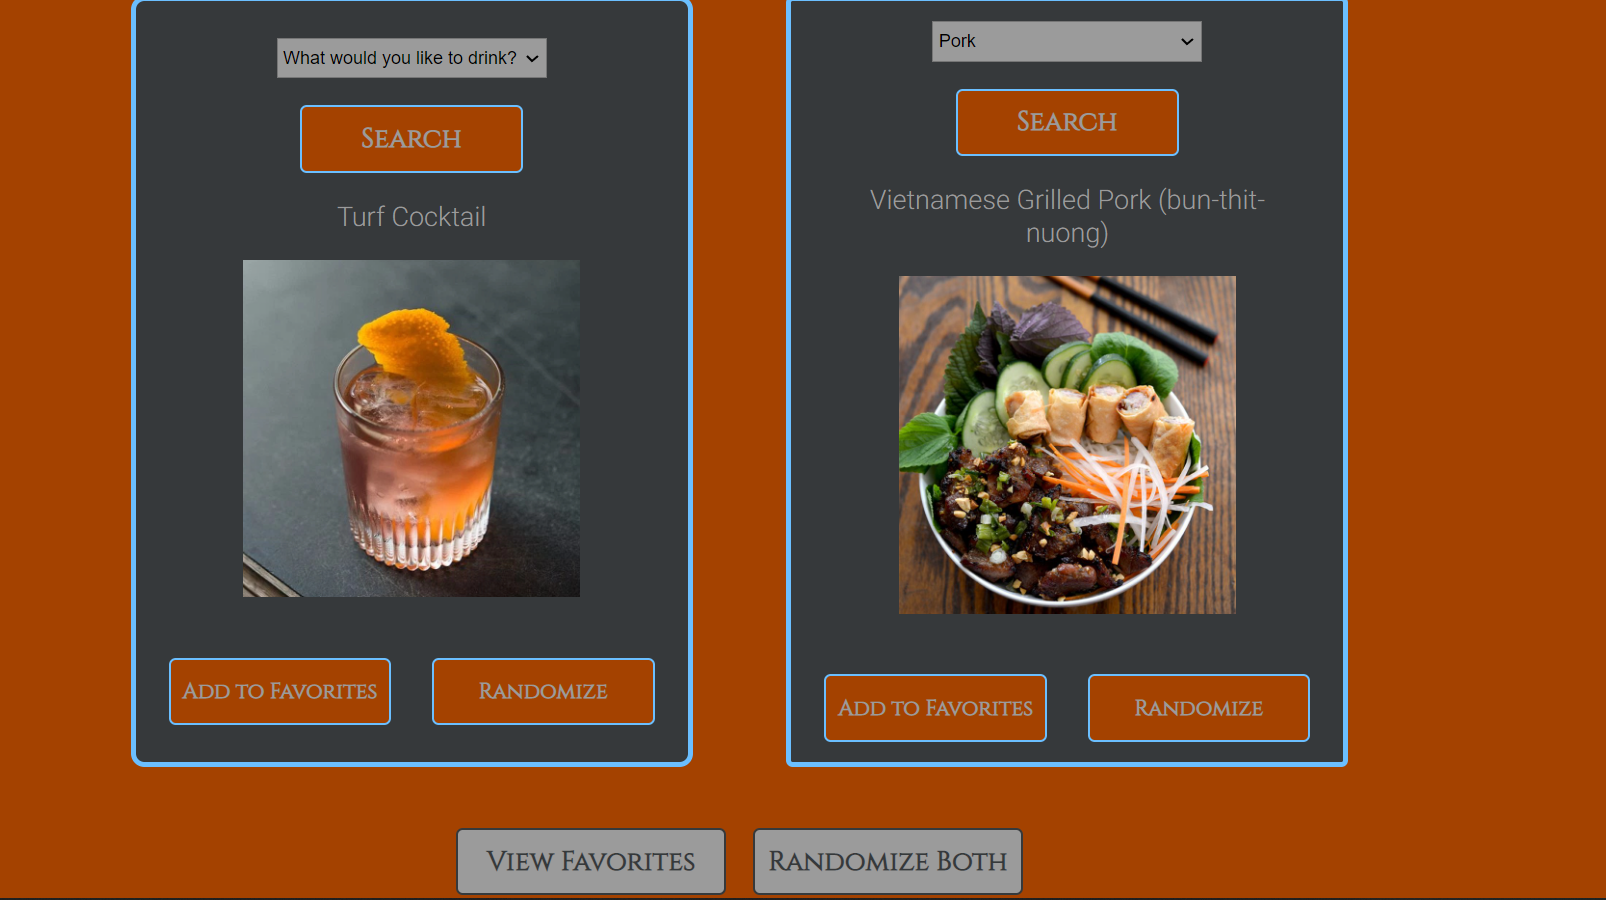 What would you like to drink?
Search
Turf Cocktail
Add to Favorites
Randomize
Pork
Search
Vietnamese Grilled Pork (bun-thit-
nuong)
Add to Favorites
Randomize
View Favorites
Randomize Both